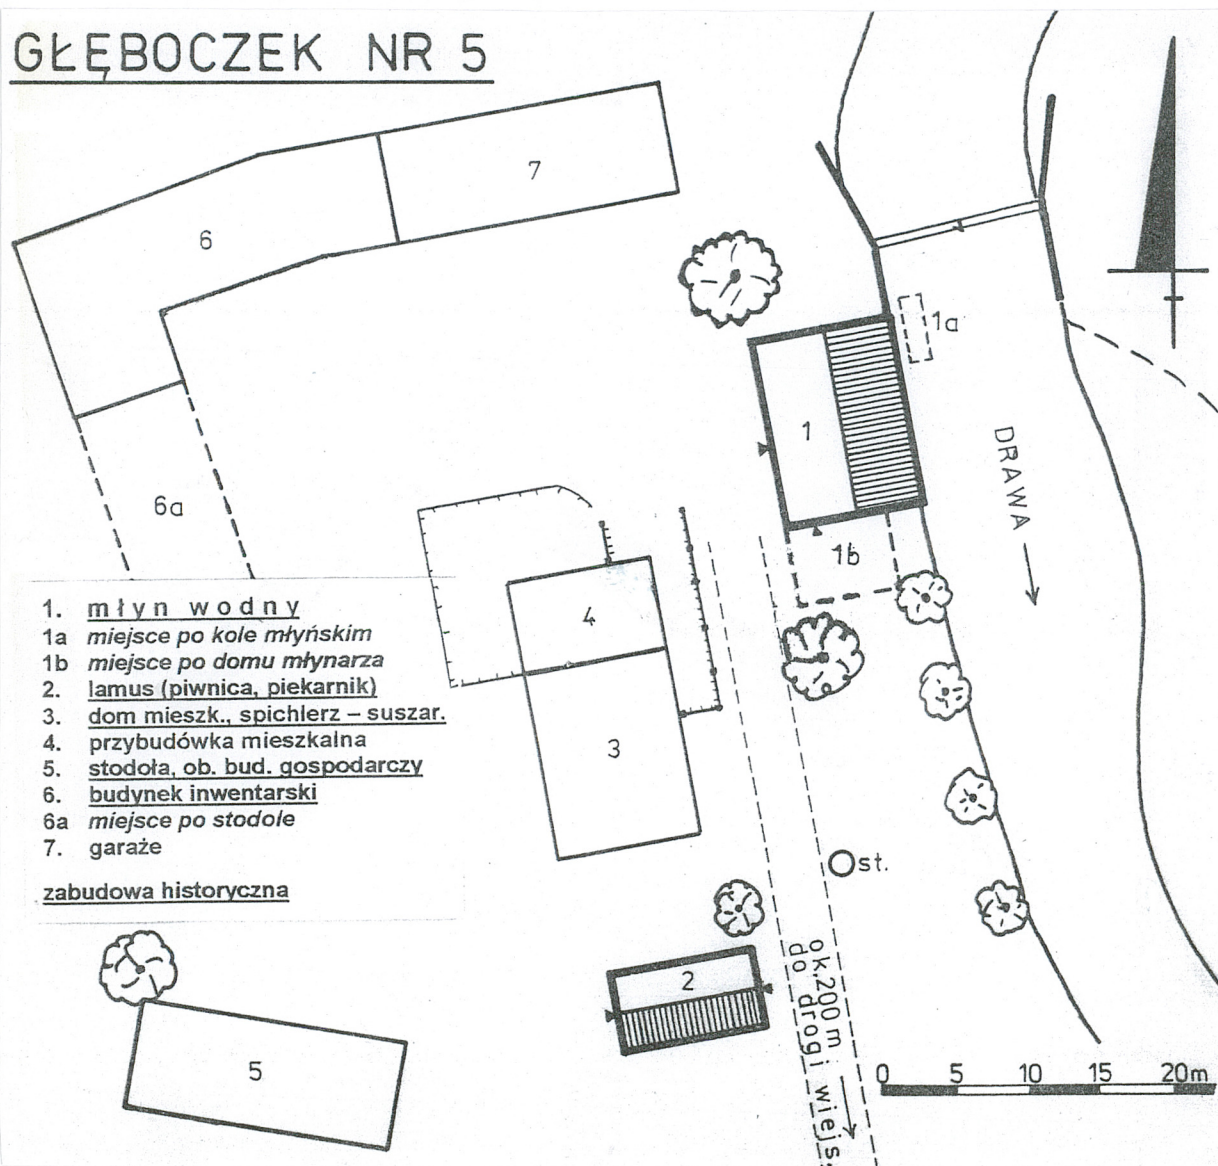 GŁĘBOCZEK NR 5
7
6
1a
1
DRAWA
6a
1b
4
1. młyn wodny
1a miejsce po kole młyńskim
1b miejsce po domu młynarza
2. lamus (piwnica, piekarnik)
3. dom mieszk., spichlerz – suszar.
4. przybudówka mieszkalna
5. stodoła, ob. bud. gospodarczy
6. budynek inwentarski
6a miejsce po stodole
7. garaże
zabudowa historyczna
3
st.
2
ok. 200 m
do drogi wiejs
5
0 5 10 15 20m